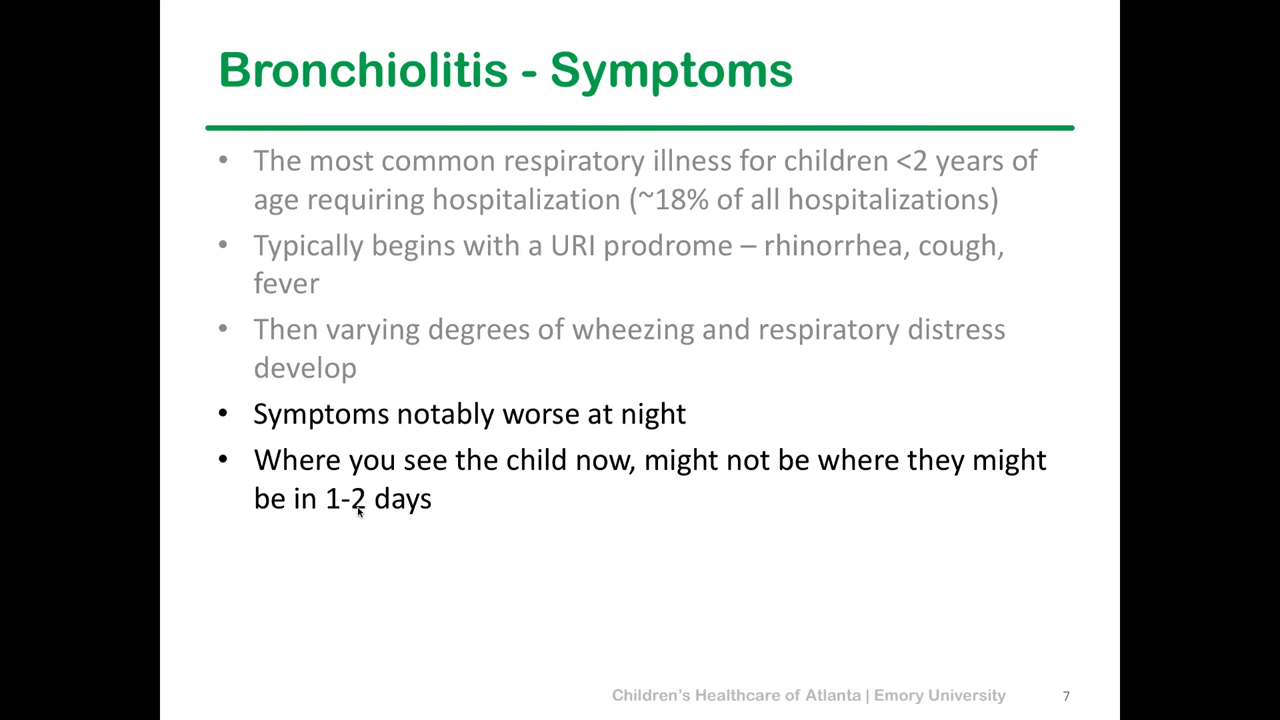 Bronchiolitis - Symptoms
• The most common respiratory illness for children <2 years of
age requiring hospitalization (~18% of all hospitalizations)
• Typically begins with a URI prodrome – rhinorrhea, cough,
fever
• Then varying degrees of wheezing and respiratory distress
develop
• Symptoms notably worse at night
• Where you see the child now, might not be where they might
be in 1-2 days
Children's Healthcare of Atlanta | Emory University 7